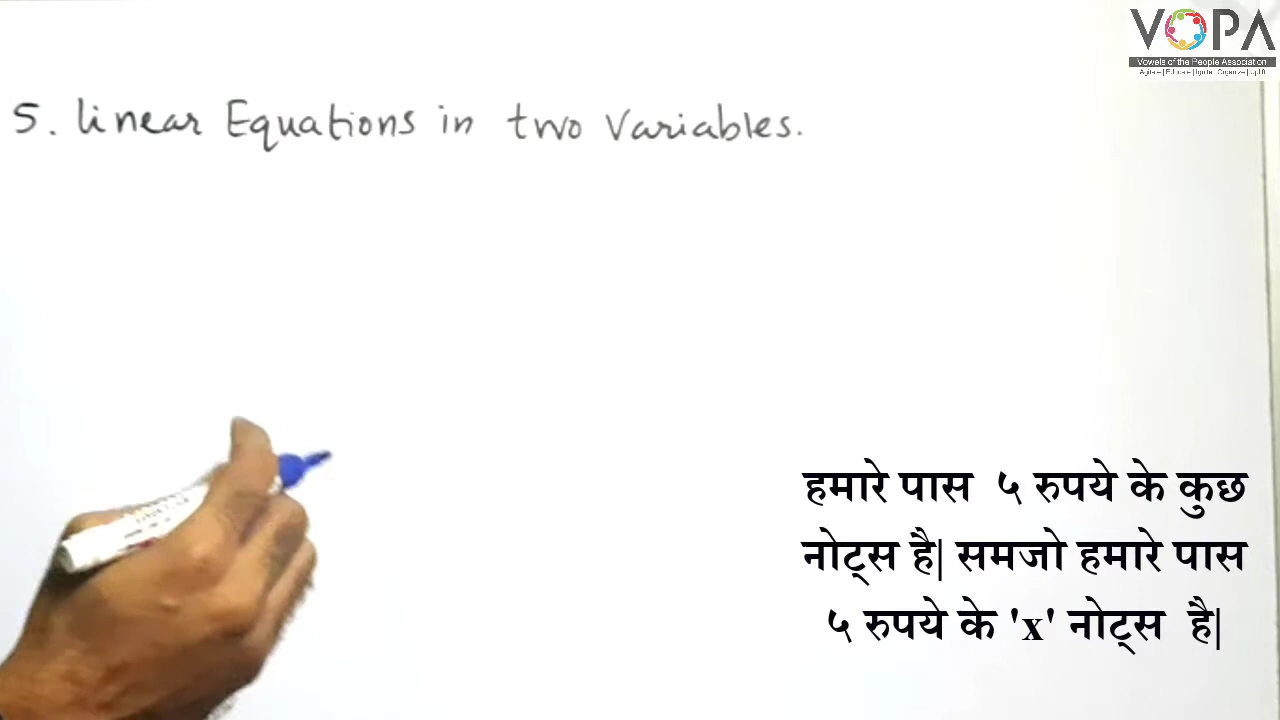 VOPA
Vowels of the People Association
5. Linear Equations in two Variables.
हमारे पास ५ रुपये के कुछ
नोट्स है| समजो हमारे पास
५ रुपये के 'x' नोट्स है|